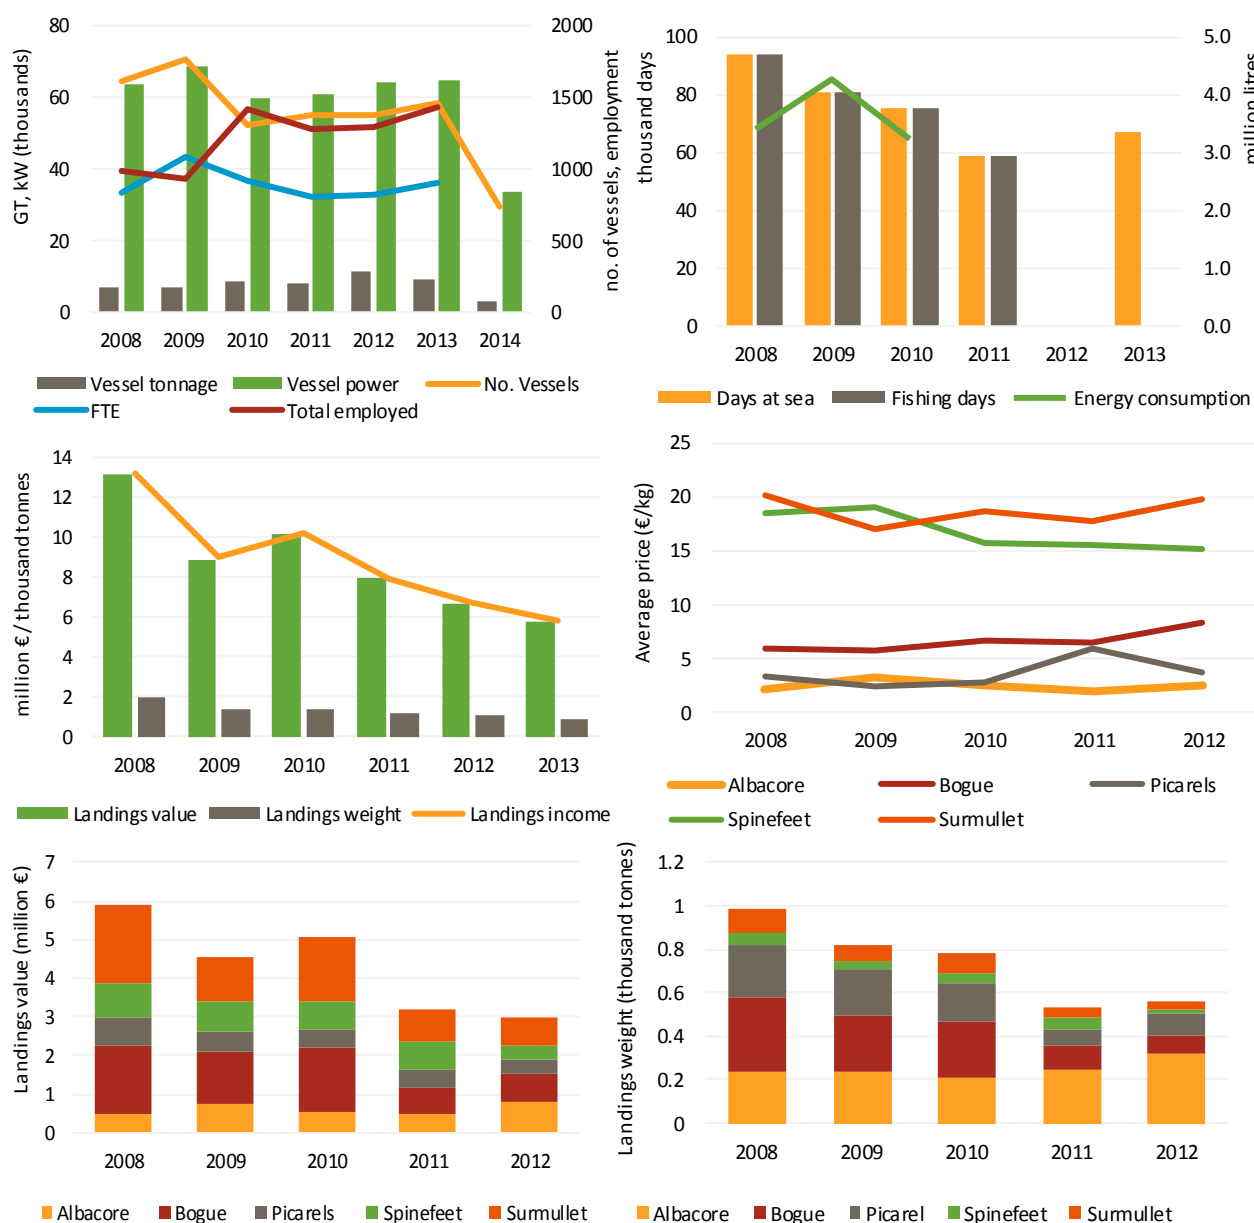 GT, kW (thousands)
80
60
40
20
0
2000
1500
1000
500
0
no. of vessels, employment
2008 2009 2010 2011 2012 2013 2014
Vessel tonnage Vessel power No. Vessels
FTE Total employed
thousand days
100
80
60
40
20
0
5.0
4.0
3.0
2.0
1.0
0.0
million litres
2008 2009 2010 2011 2012 2013
Days at sea Fishing days Energy consumption
million €/ thousand tonnes
14
12
10
8
6
4
2
0
2008 2009 2010 2011 2012 2013
Landings value Landings weight Landings income
Average price (€/kg)
25
20
15
10
5
0
2008 2009 2010 2011 2012
Albacore Bogue Picarels
Spinefeet Surmullet
Landings value (million €)
7
6
5
4
3
2
1
0
2008 2009 2010 2011 2012
Albacore Bogue Picarels Spinefeet Surmullet
Landings weight (thousand tonnes)
1.2
1
0.8
0.6
0.4
0.2
0
2008 2009 2010 2011 2012
Albacore Bogue Picarel Spinefeet Surmullet